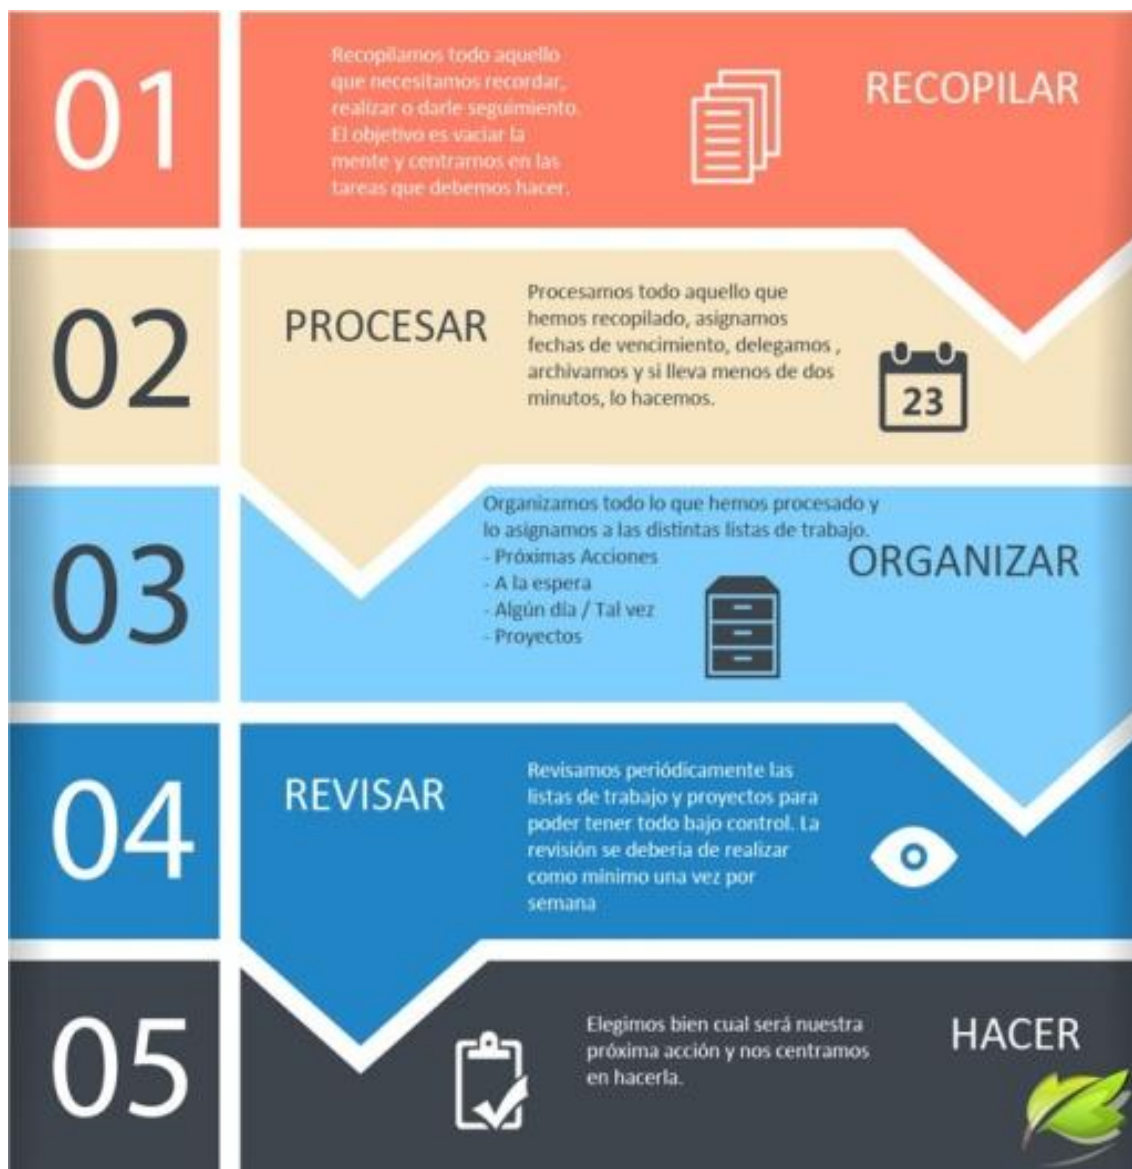 01
Recopilamos todo aquello
que necesitamos recordar,
realizar o darle seguimiento.
El objetivo es vaciar la
mente y centrarnos en las
tareas que debemos hacer.
RECOPILAR
02
PROCESAR
Procesamos todo aquello que
hemos recopilado, asignamos
fechas de vencimiento, delegamos ,
archivamos y si lleva menos de dos
minutos, lo hacemos.
23
03
Organizamos todo lo que hemos procesado y
lo asignamos a las distintas listas de trabajo.
- Próximas Acciones
- A la espera
- Algún día / Tal vez
- Proyectos
ORGANIZAR
04
REVISAR
Revisamos periódicamente las
listas de trabajo y proyectos para
poder tener todo bajo control. La
revisión se deberia de realizar
como mínimo una vez por
semana
05
Elegimos bien cual será nuestra
próxima acción y nos centramos
en hacerla.
HACER